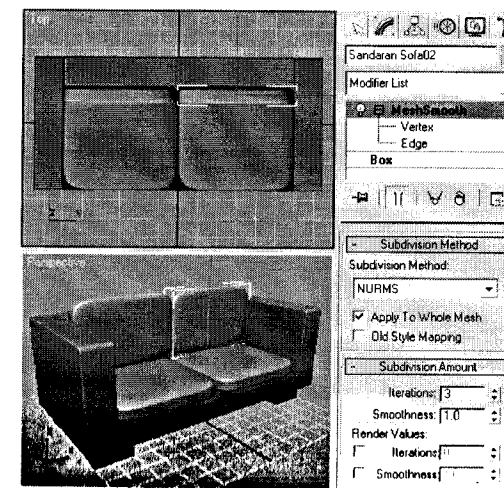 Top
Sandaran Sofa02
Modifier List
MeshSmooth
Vertex
Edge
Box
Subdivision Method
Subdivision Method:
NURMS
Apply To Whole Mesh
Old Style Mapping
Perspective
Subdivision Amount
Iterations: 3
Smoothness: 1.0
Render Values:
Iterations:
Smoothness: